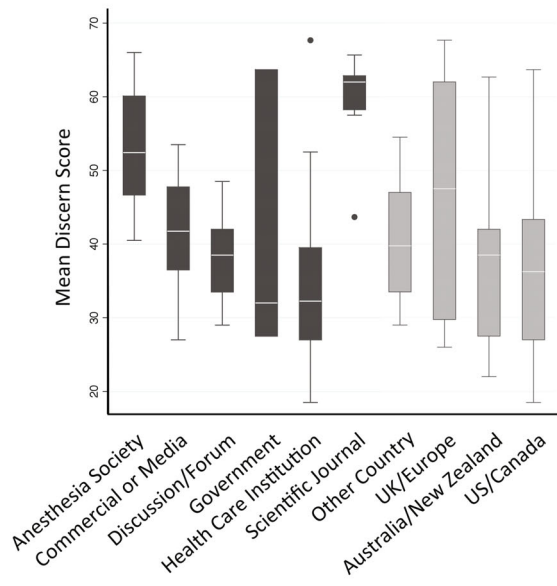 Mean Discern Score
70
60
50
40
30
20
Anesthesia Society
Commercial or Media
Discussion/Forum
Government
Health Care Institution
Scientific Journal
Other Country
UK/Europe
Australia/New Zealand
US/Canada